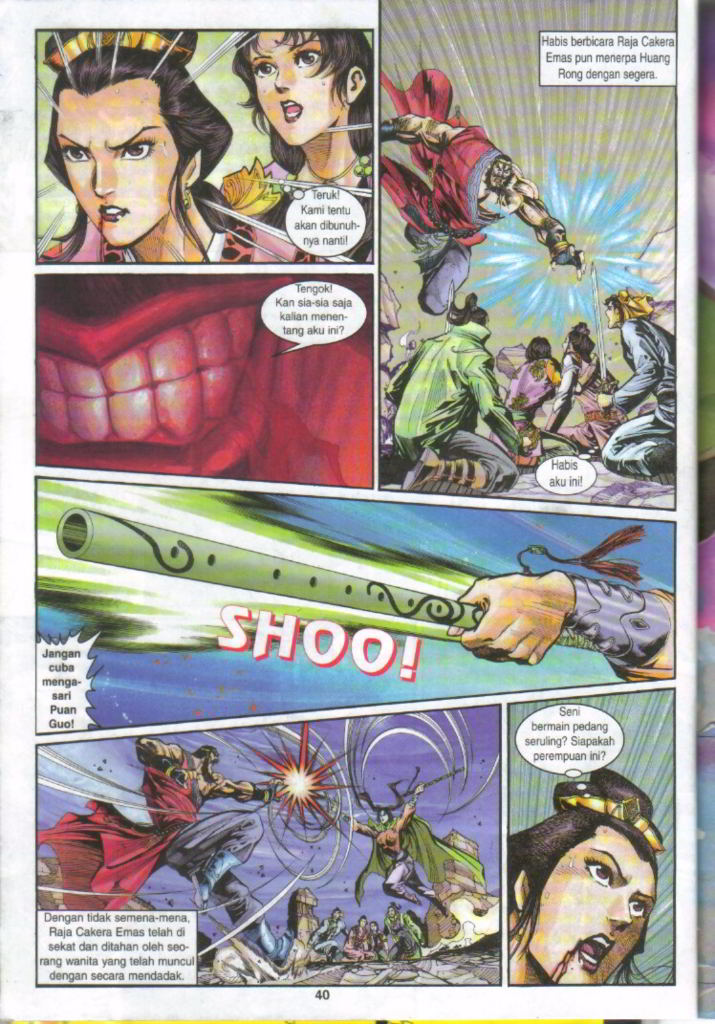 Teruk!
Kami tentu
akan dibunuh-
nya nanti!
Tengok!
Kan sia-sia saja
kalian menen-
tang aku ini?
Habis berbicara Raja Cakera
Emas pun menerpa Huang
Rong dengan segera.
Habis
aku ini!
SHOO!
Jangan
cuba
menga-
sari
Puan
Guo!
Dengan tidak semena-mena,
Raja Cakera Emas telah di
sekat dan ditahan oleh seo-
rang wanita yang telah muncul
dengan secara mendadak.
Seni
bermain pedang
seruling? Siapakah
perempuan ini?
40